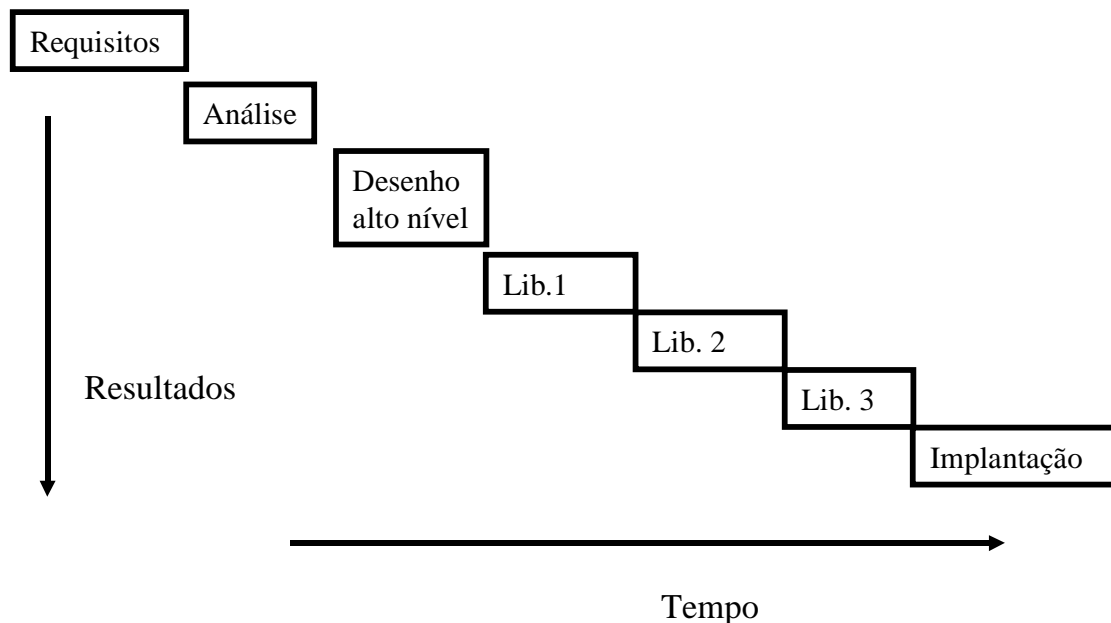 Requisitos
Análise
Desenho
alto nível
Lib.1
Lib. 2
Resultados
Lib. 3
Implantação
Tempo